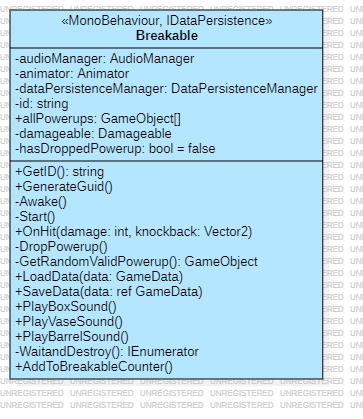 «MonoBehaviour, IDataPersistence»
Breakable
-audioManager: AudioManager
-animator: Animator
-dataPersistenceManager: DataPersistenceManager
-id: string
+allPowerups: GameObject[]
-damageable: Damageable
-hasDroppedPowerup: bool = false
+GetID(): string
+GenerateGuid()
-Awake()
-Start()
+OnHit(damage: int, knockback: Vector2)
-DropPowerup()
-GetRandomValidPowerup(): GameObject
+LoadData(data: GameData)
+SaveData(data: ref GameData)
+PlayBoxSound()
+PlayVaseSound()
+PlayBarrelSound()
-WaitandDestroy(): IEnumerator
+AddToBreakableCounter()
UNREGISTERED UNREGISTERED UNREGISTERED UNREGISTERED